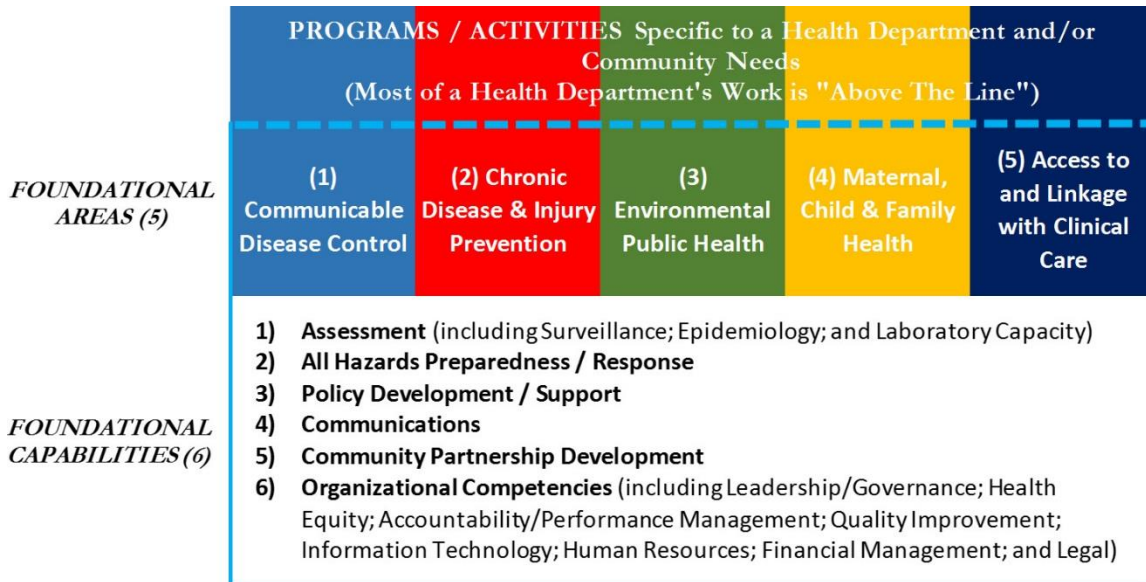 PROGRAMS / ACTIVITIES Specific to a Health Department and/or
Community Needs
(Most of a Health Department's Work is "Above The Line")
FOUNDATIONAL
AREAS (5)
(1)
Communicable
Disease Control
(2) Chronic
Disease & Injury
Prevention
(3)
Environmental
Public Health
(4) Maternal,
Child & Family
Health
(5) Access to
and Linkage
with Clinical
Care
FOUNDATIONAL
CAPABILITIES (6)
1) Assessment (including Surveillance; Epidemiology; and Laboratory Capacity)
2) All Hazards Preparedness / Response
3) Policy Development / Support
4) Communications
5) Community Partnership Development
6) Organizational Competencies (including Leadership/Governance; Health
Equity; Accountability/Performance Management; Quality Improvement;
Information Technology; Human Resources; Financial Management; and Legal)